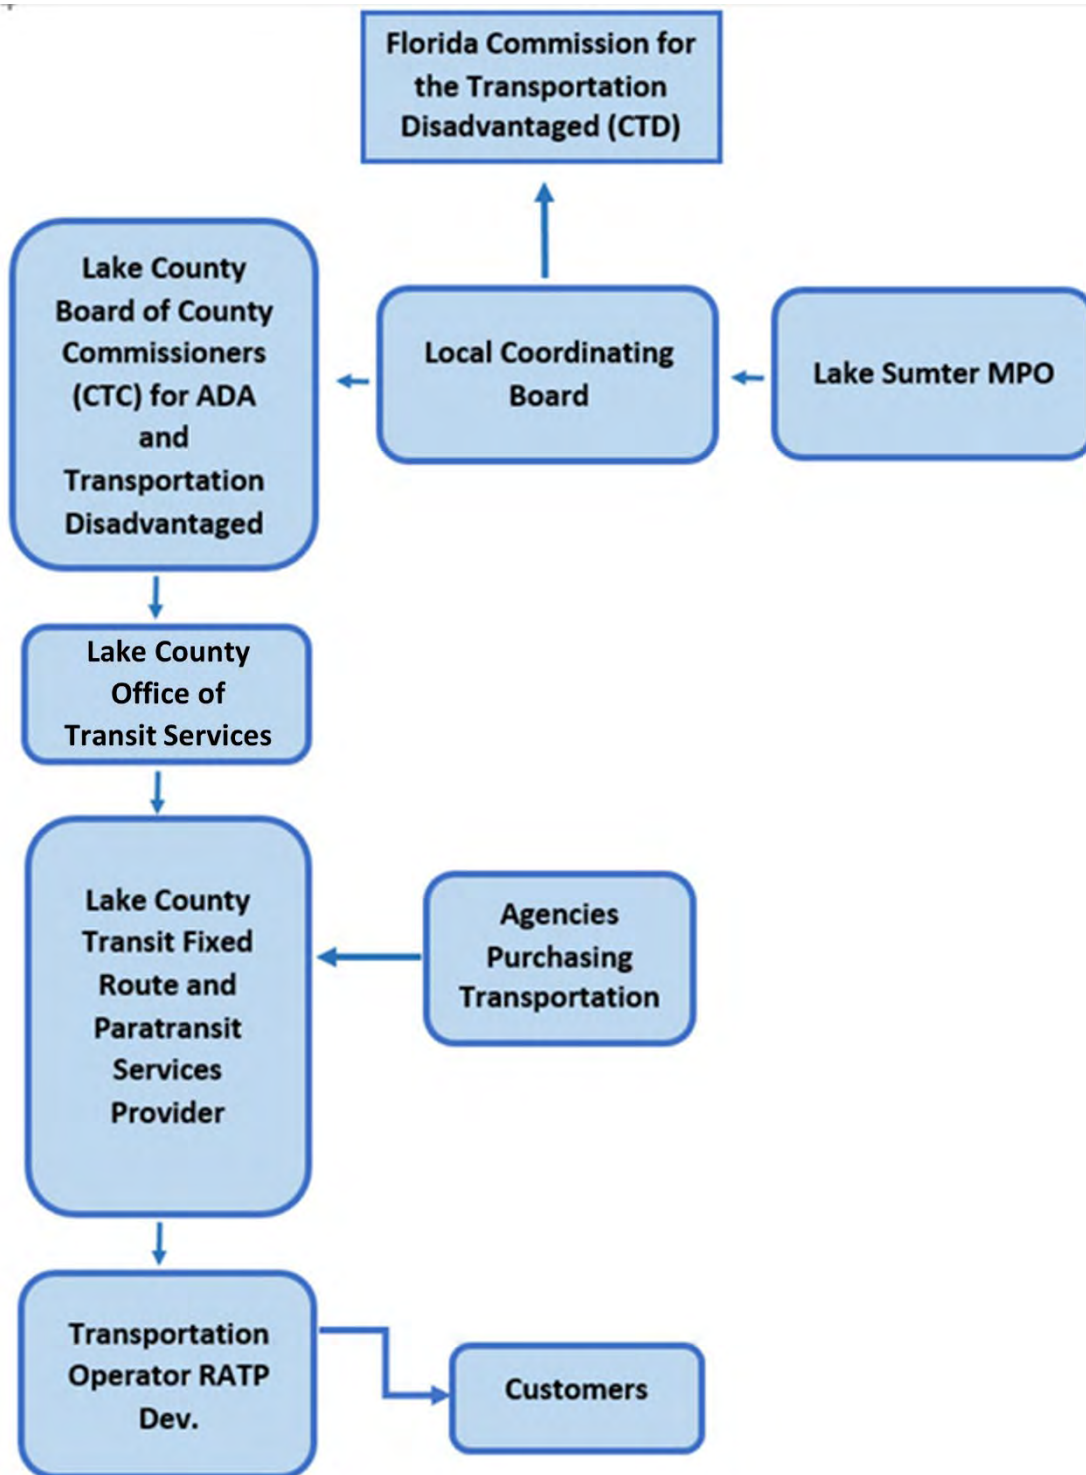 Florida Commission for
the Transportation
Disadvantaged (CTD)
Lake County
Board of County
Commissioners
(CTC) for ADA
and
Transportation
Disadvantaged
Local Coordinating
Board
Lake Sumter MPO
Lake County
Office of
Transit Services
Lake County
Transit Fixed
Route and
Paratransit
Services
Provider
Agencies
Purchasing
Transportation
Transportation
Operator RATP
Dev.
Customers